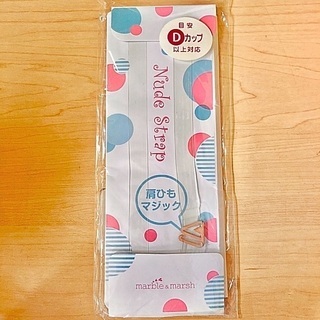 目安
Dカップ
以上対応
Nude Strap
肩ひも
マジック
marble & marsh